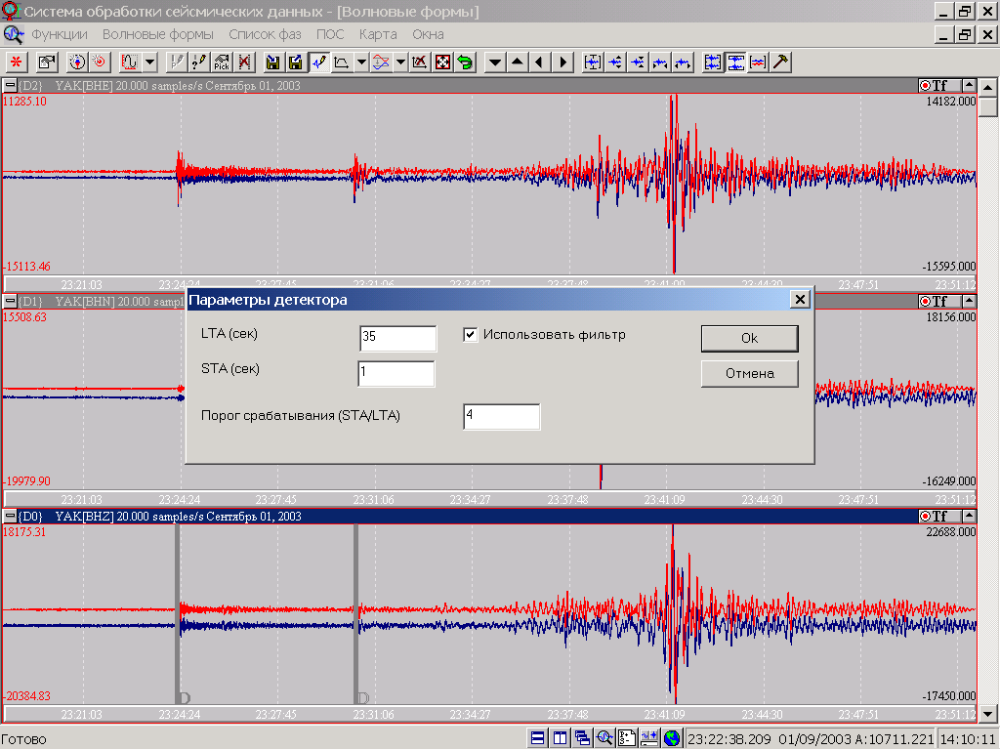 Система обработки сейсмических данных - [Волновые формы]
Функции Волновые формы Список фаз ПОС Карта Окна
Pick
{D2} YAK[BHE] 20.000 samples/s Сентябрь 01, 2003 Tf
11285.10 14182.000
-15113.46 -15595.000
23:21:03 23:24:24 23:27:45 23:31:06 23:34:27 23:37:48 23:41:09 23:44:30 23:47:51 23:51:12
{D1} YAK[BHN] 20.000 sampl Tf
15508.63 18156.000
Параметры детектора
LTA (сек) 35 Использовать фильтр Ok
STA (сек) 1 Отмена
Порог срабатывания (STA/LTA) 4
-19979.90 -16249.000
23:21:03 23:24:24 23:27:45 23:31:06 23:34:27 23:37:48 23:41:09 23:44:30 23:47:51 23:51:12
{D0} YAK[BHZ] 20.000 samples/s Сентябрь 01, 2003 Tf
18175.31 22688.000
-20384.83 D D -17450.000
23:21:03 23:24:24 23:27:45 23:31:06 23:34:27 23:37:48 23:41:09 23:44:30 23:47:51 23:51:12
Готово 23:22:38.209 01/09/2003 A:10711.221 14:10:11